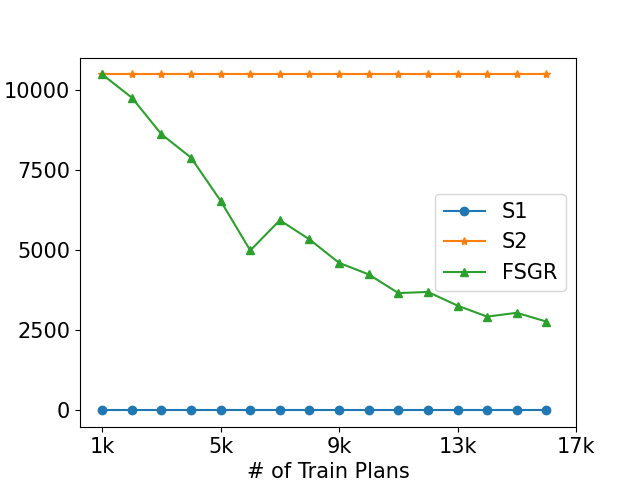 10000
7500
5000
2500
0
S1
S2
FSGR
1k 5k 9k 13k 17k
# of Train Plans